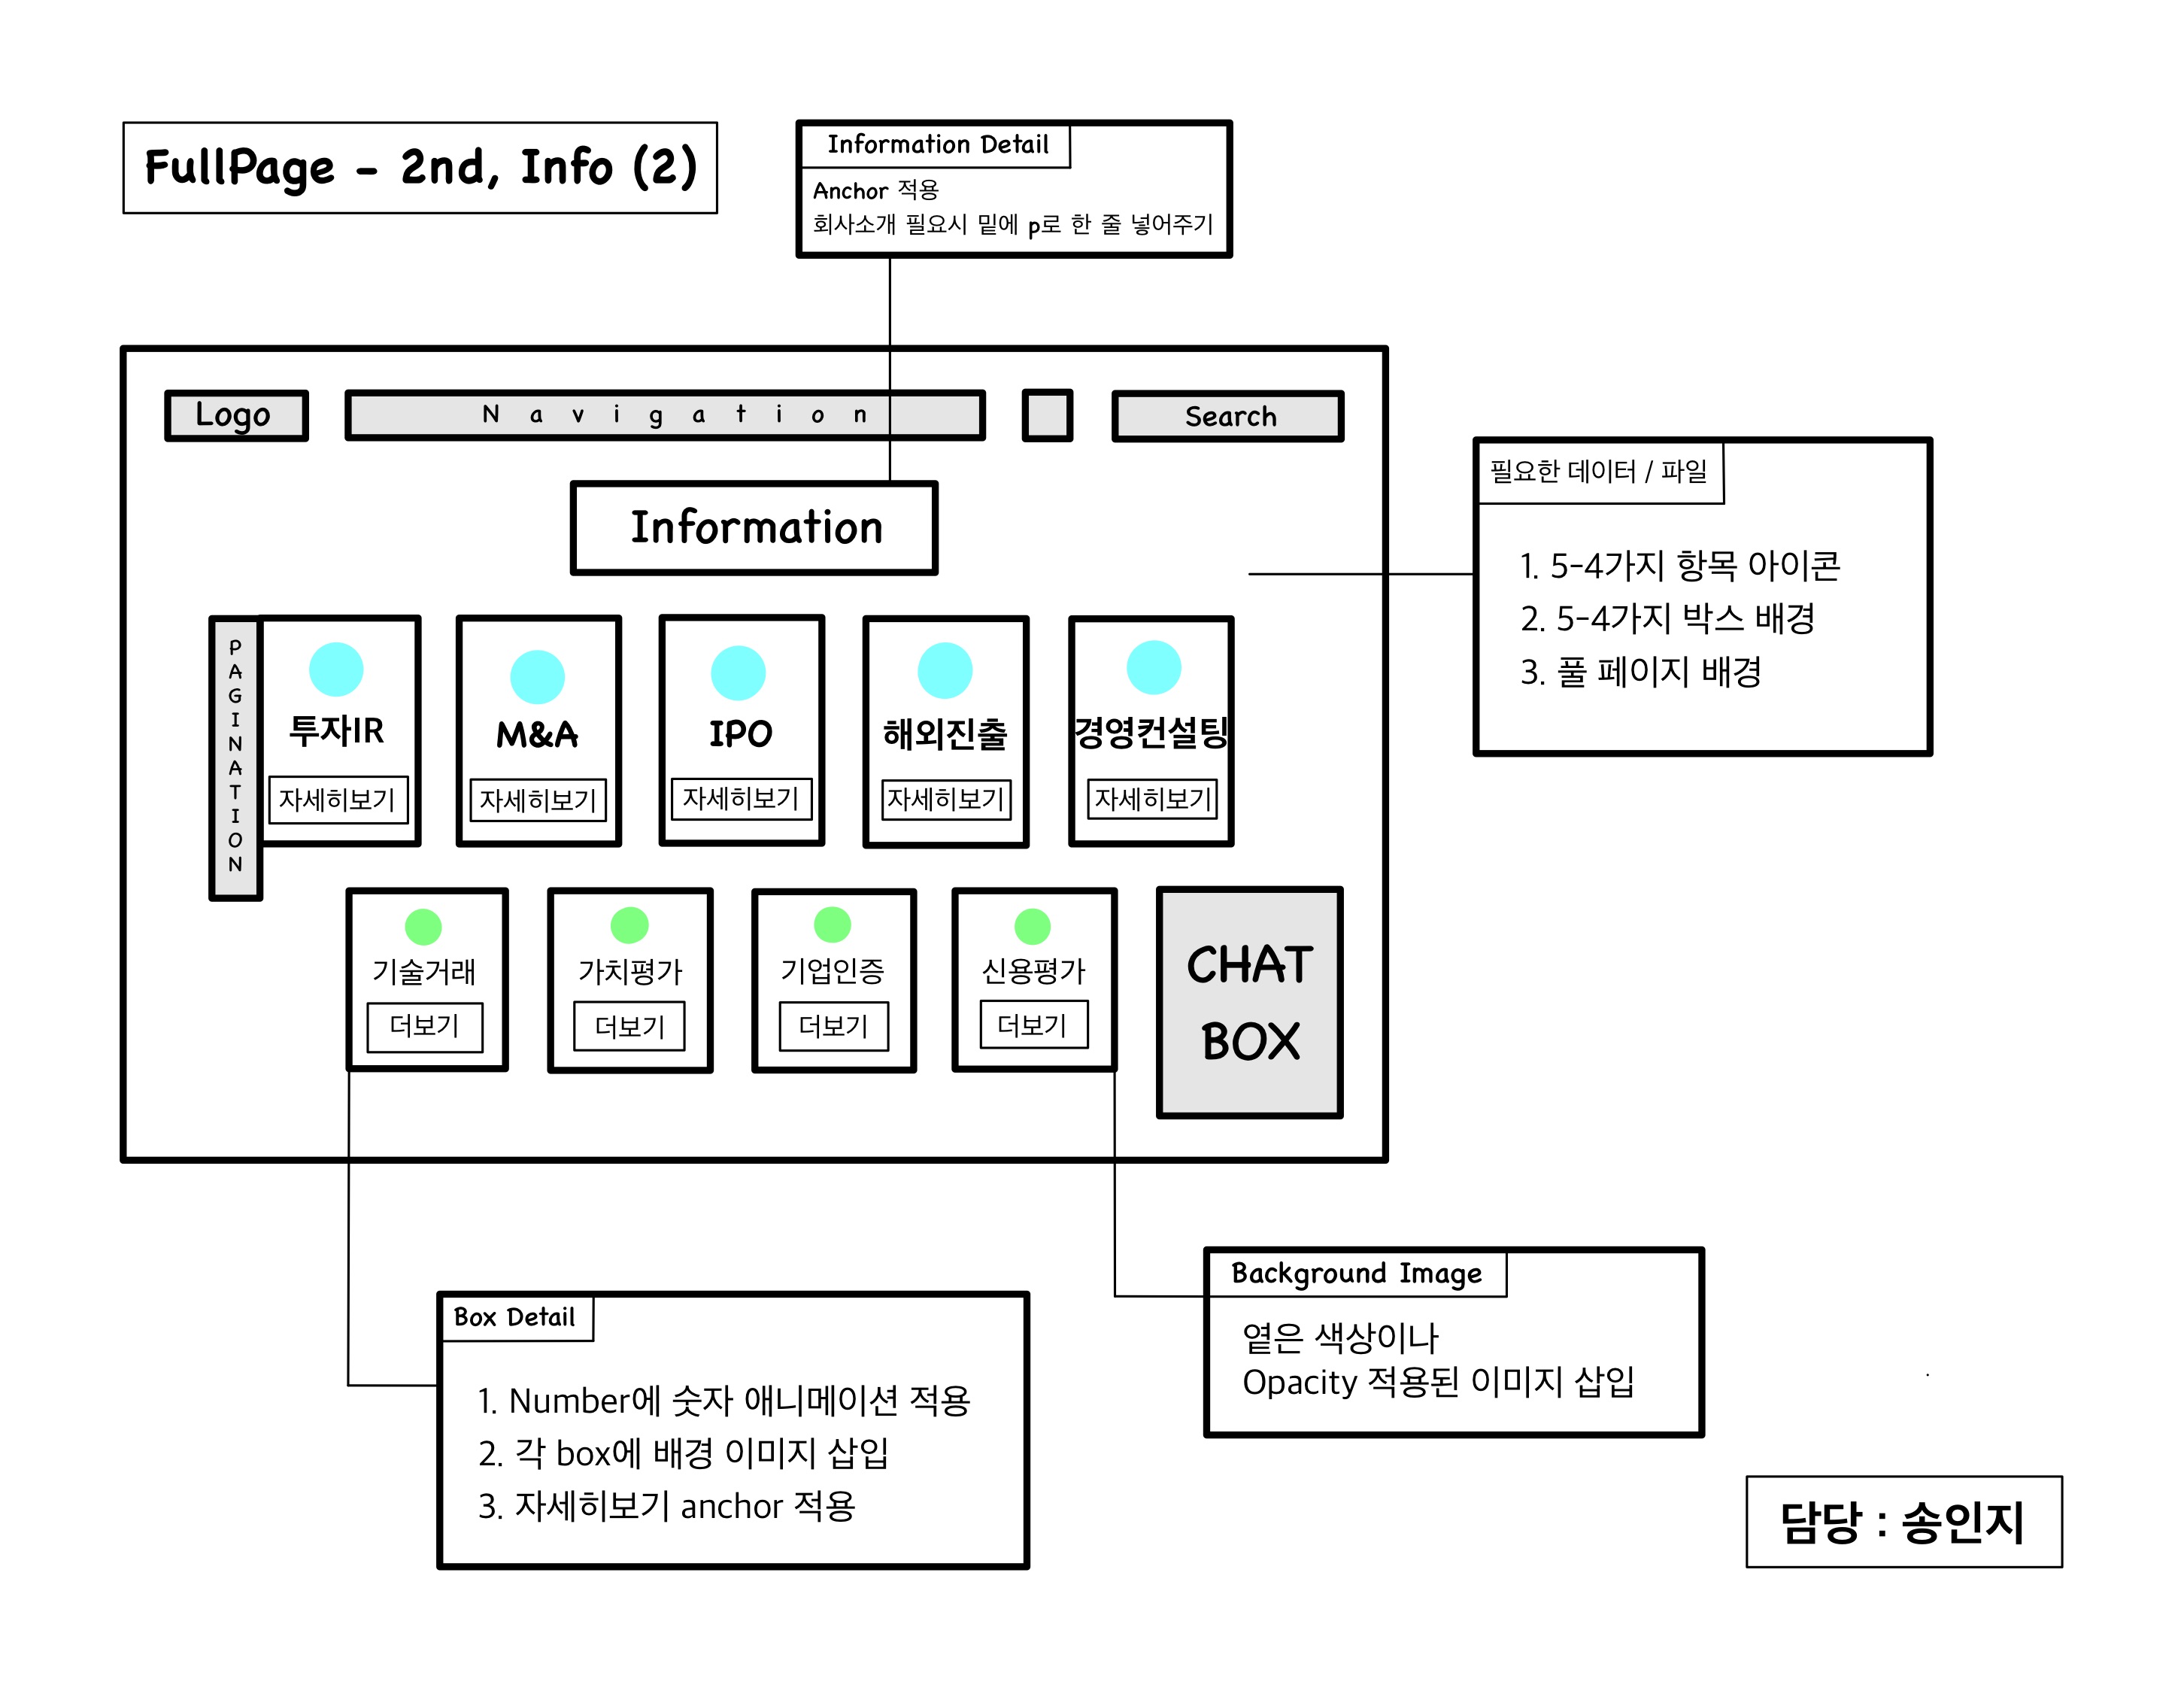 FullPage - 2nd, Info (2)
Information Detail
Anchor 적용
회사소개 필요시 밑에 p로 한 줄 넣어주기
Logo
Navigation
Search
Information
필요한 데이터 / 파일
1. 5-4가지 항목 아이콘
2. 5-4가지 박스 배경
3. 풀 페이지 배경
PAGINATION
투자IR
자세히보기
M&A
자세히보기
IPO
자세히보기
해외진출
자세히보기
경영컨설팅
자세히보기
기술거래
더보기
가치평가
더보기
기업인증
더보기
신용평가
더보기
CHAT
BOX
Box Detail
1. Number에 숫자 애니메이션 적용
2. 각 box에 배경 이미지 삽입
3. 자세히보기 anchor 적용
Background Image
옅은 색상이나
Opacity 적용된 이미지 삽입
담당 : 송인지